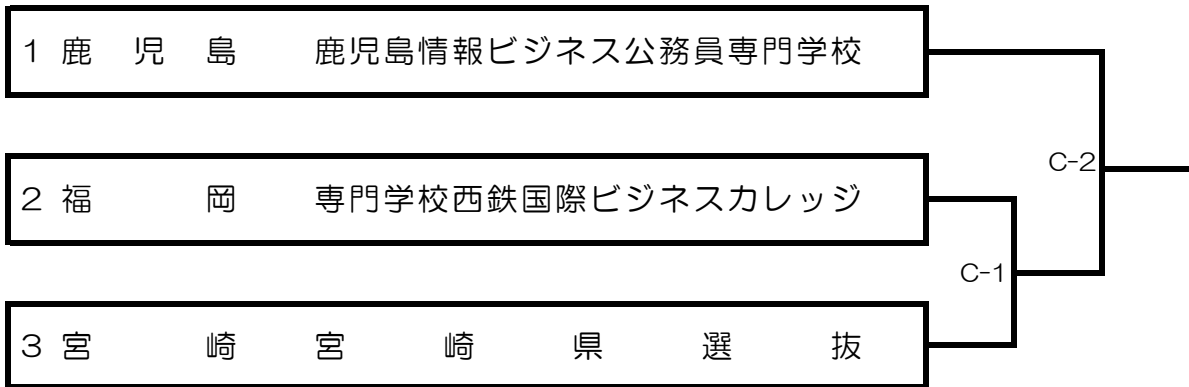 1 鹿児島 鹿児島情報ビジネス公務員専門学校
C-2
2 福岡 専門学校西鉄国際ビジネスカレッジ
C-1
3 宮崎 宮崎県選抜